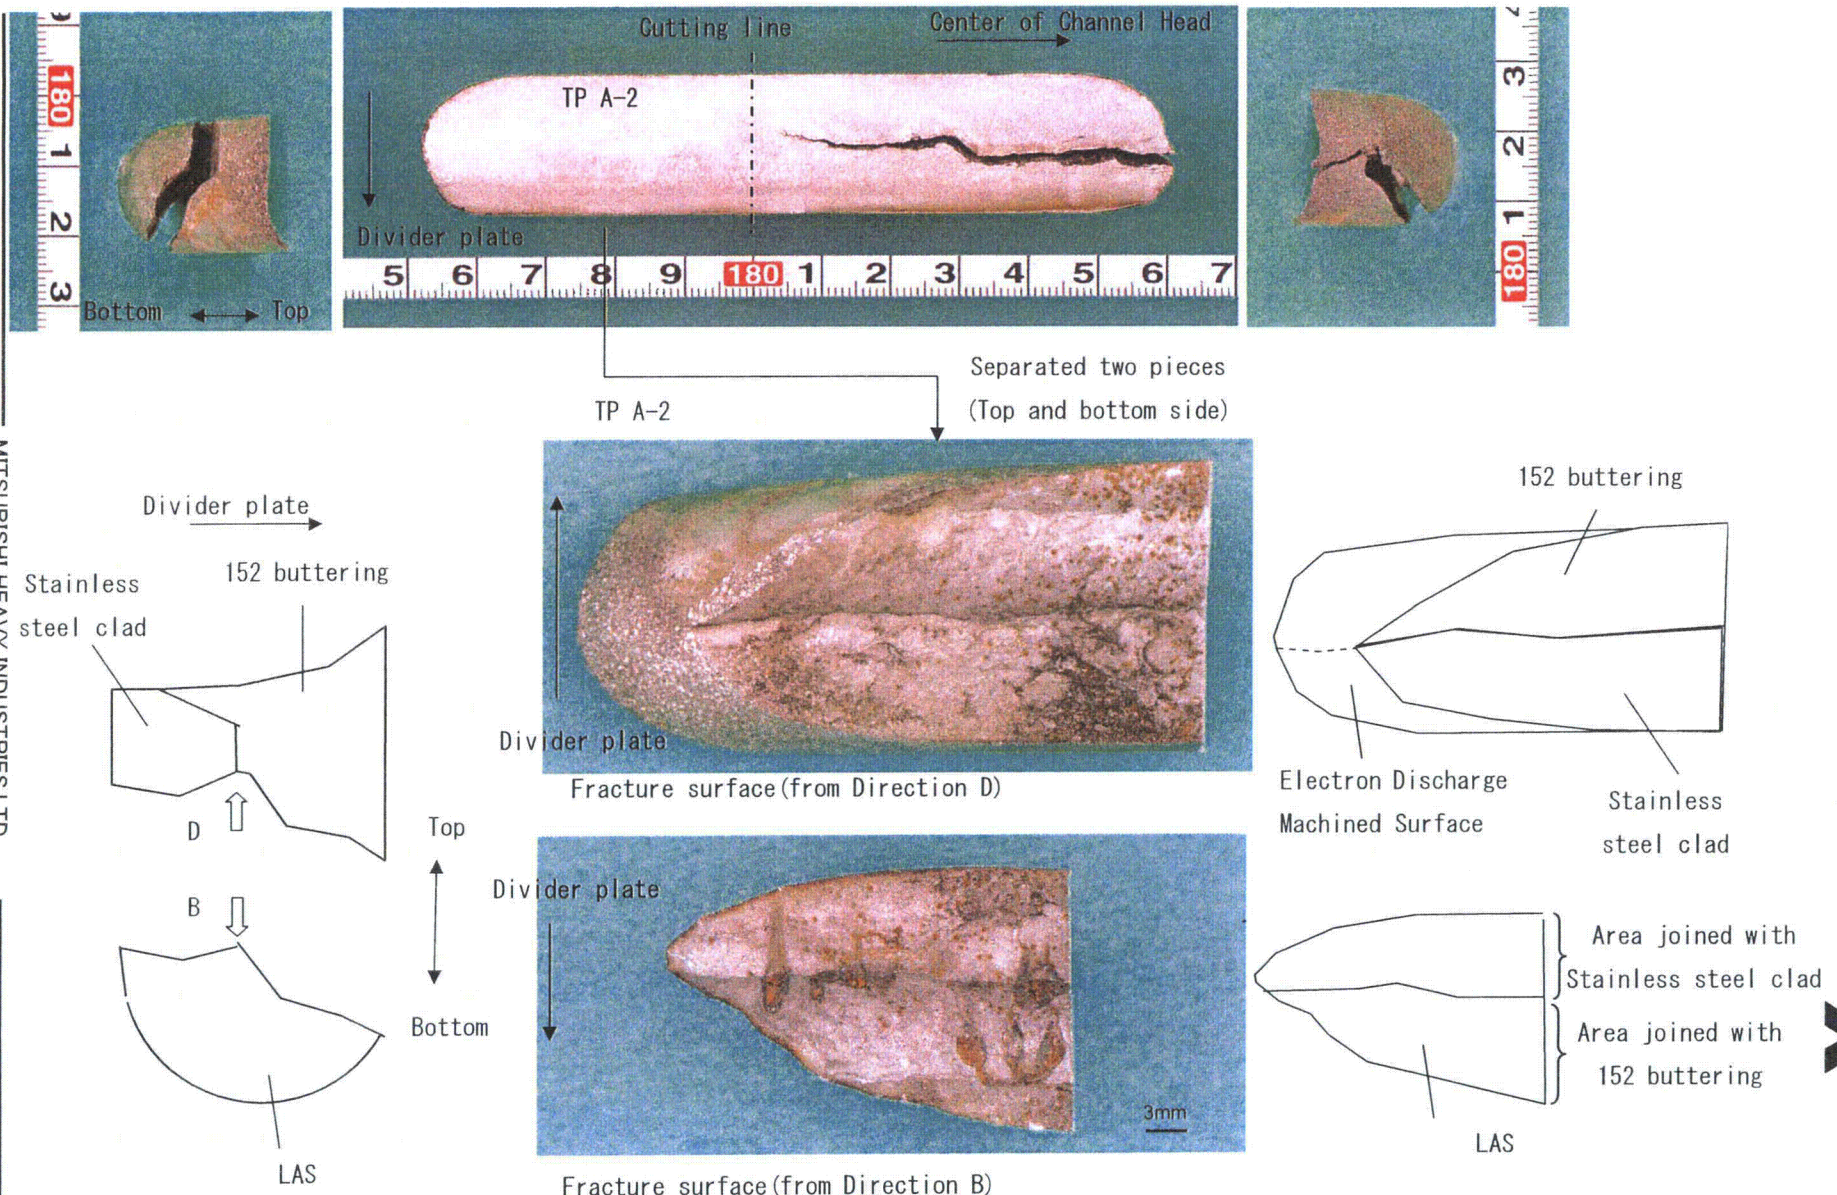 Cutting line
Center of Channel Head
TP A-2
Divider plate
180
1
2
3
Bottom
Top
5 6 7 8 9 180 1 2 3 4 5 6 7
3
2
1
180
Separated two pieces
(Top and bottom side)
TP A-2
Divider plate
152 buttering
Stainless
steel clad
D
B
Top
Bottom
LAS
Divider plate
Fracture surface(from Direction D)
152 buttering
Electron Discharge
Machined Surface
Stainless
steel clad
Divider plate
3mm
Fracture surface(from Direction B)
Area joined with
Stainless steel clad
Area joined with
152 buttering
LAS